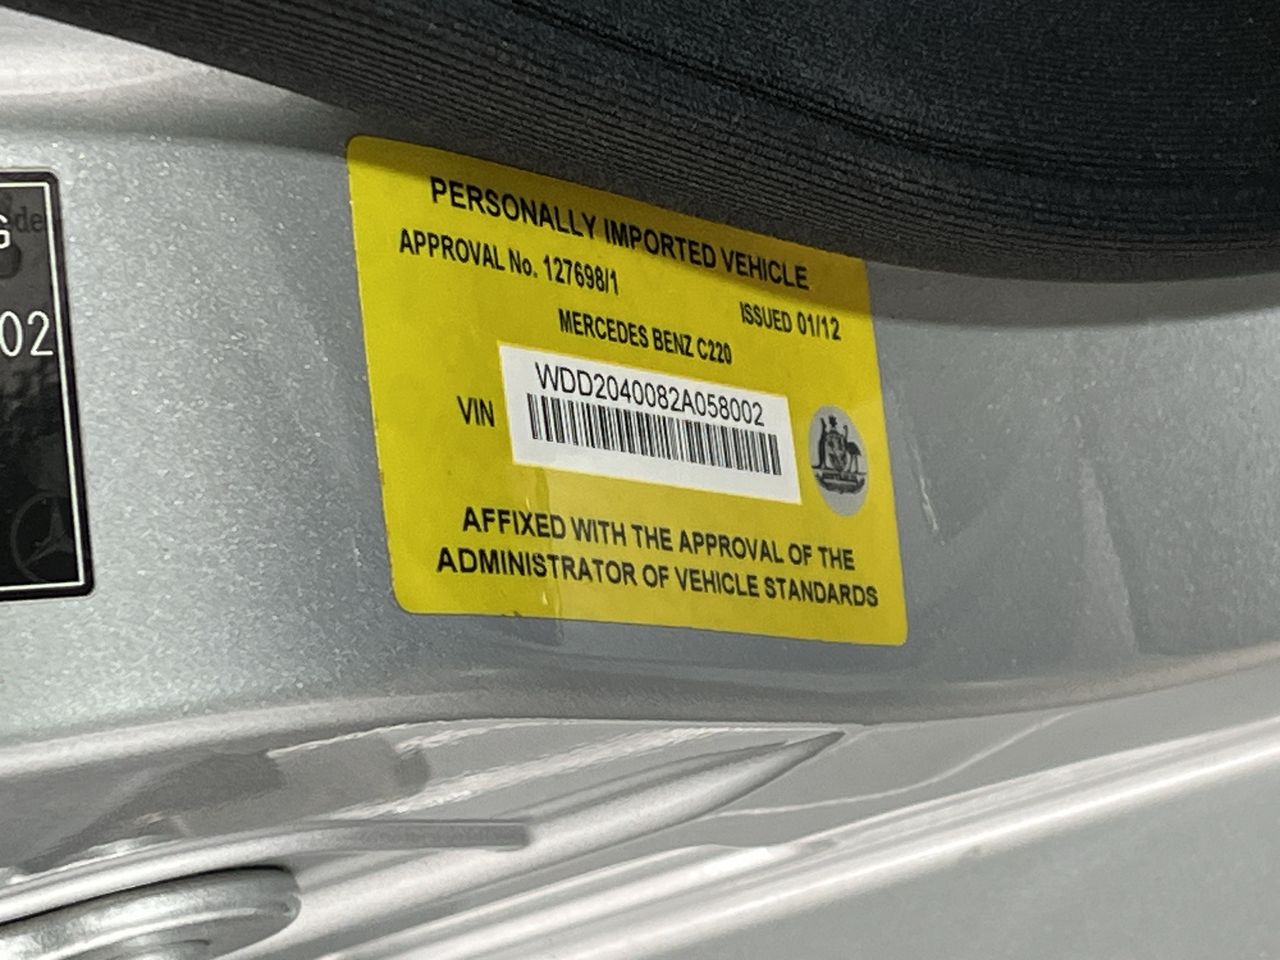 PERSONALLY IMPORTED VEHICLE
APPROVAL No. 127698/1
ISSUED 01/12
MERCEDES BENZ C220
WDD2040082A058002
VIN
AFFIXED WITH THE APPROVAL OF THE
ADMINISTRATOR OF VEHICLE STANDARDS
G
02